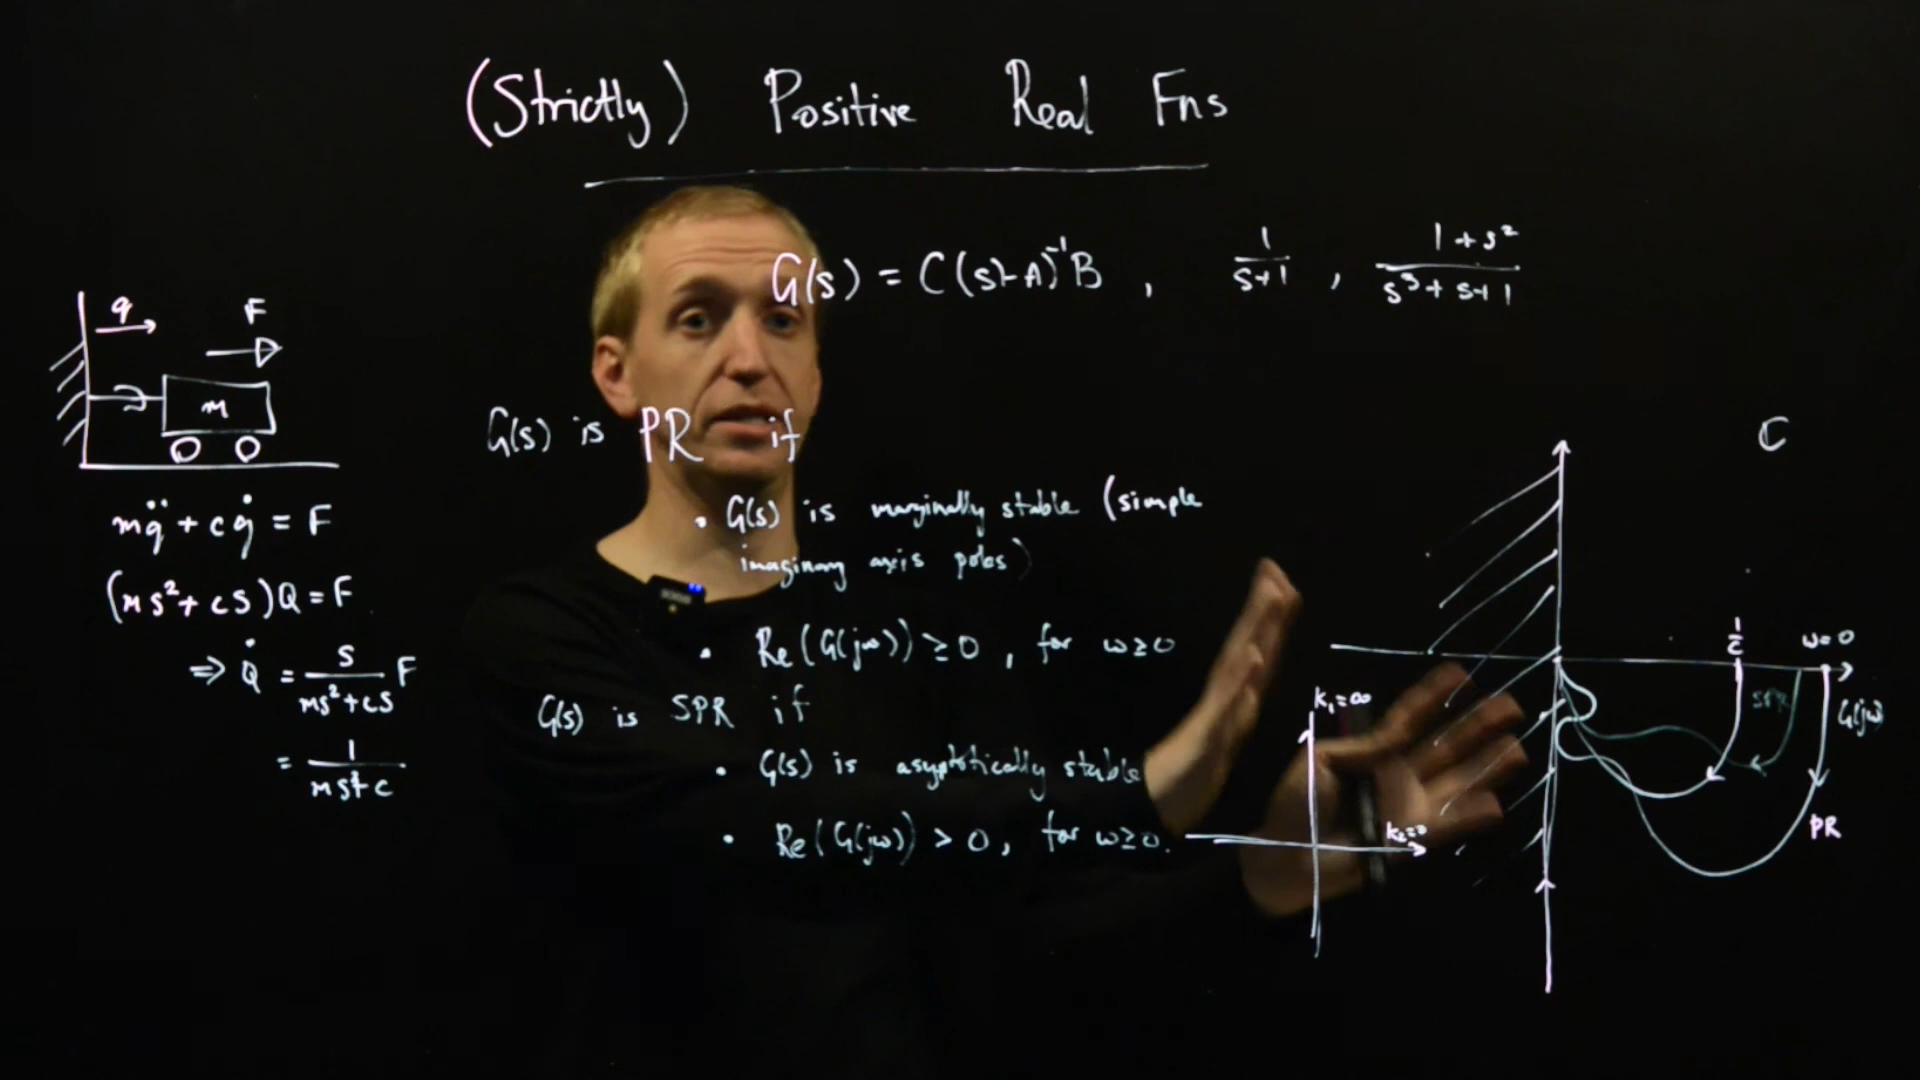 (Strictly) Positive Real Fns
G(s) = C(sI-A)⁻¹B , 1/(s+1) , (1+s²)/(s³+s+1)
q
F
m
mq̈ + cq̇ = F
(ms²+cs)Q = F
⇒ Q̇ = s/(ms²+cs) F
= 1/(ms+c)
G(s) is PR if
• G(s) is marginally stable (simple
imaginary axis poles)
• Re(G(jω)) ≥ 0, for ω≥0
G(s) is SPR if
• G(s) is asymptotically stable
• Re(G(jω)) > 0, for ω≥0.
C
1/c
ω=0
SPR
G(jω)
PR
k₁=∞
k₂=0